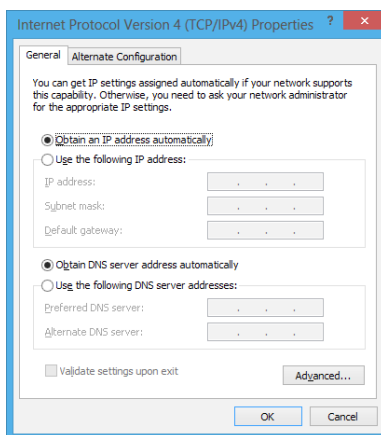 Internet Protocol Version 4 (TCP/IPv4) Properties ? ×
General Alternate Configuration
You can get IP settings assigned automatically if your network supports
this capability. Otherwise, you need to ask your network administrator
for the appropriate IP settings.
Obtain an IP address automatically
Use the following IP address:
IP address: . . .
Subnet mask: . . .
Default gateway: . . .
Obtain DNS server address automatically
Use the following DNS server addresses:
Preferred DNS server: . . .
Alternate DNS server: . . .
Validate settings upon exit
Advanced...
OK Cancel